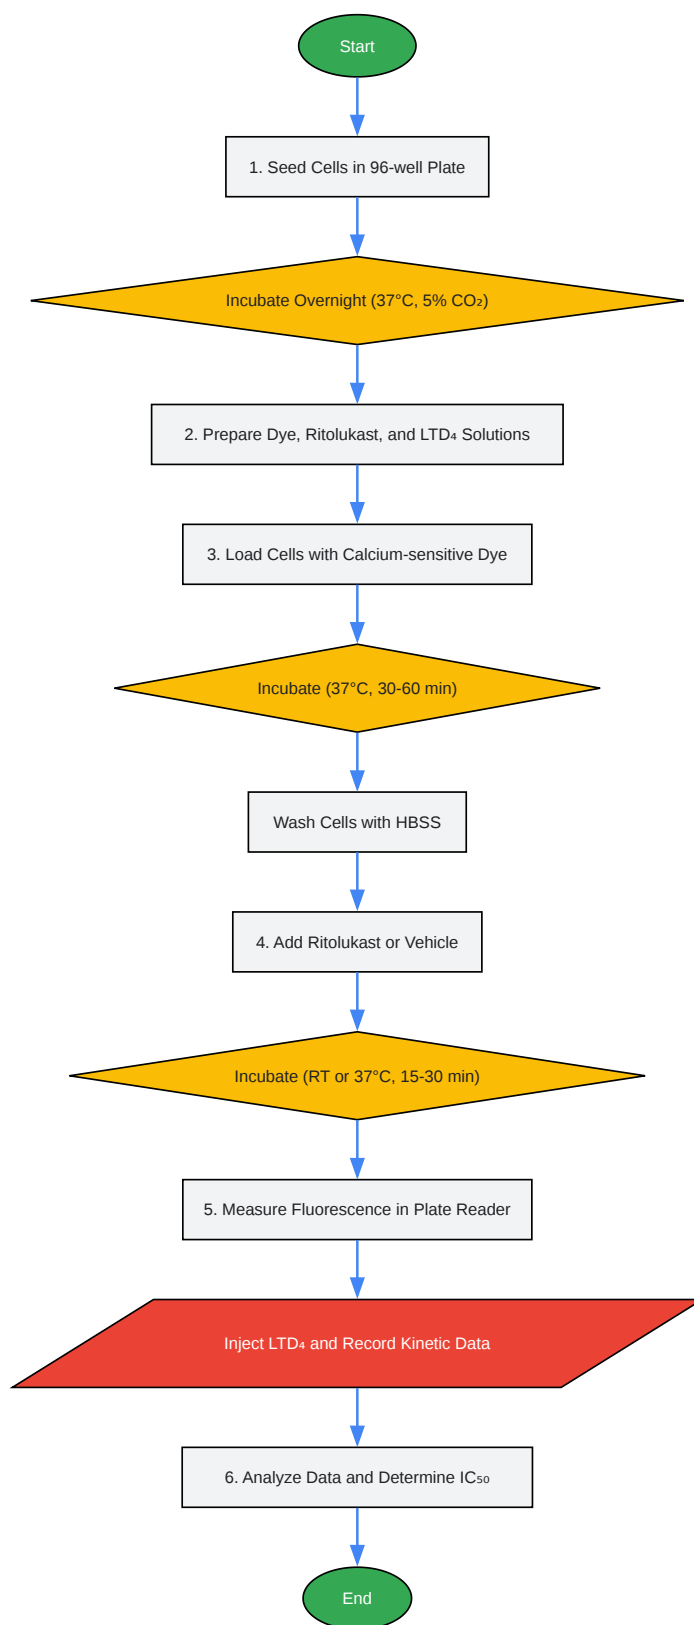 Start
1. Seed Cells in 96-well Plate
Incubate Overnight (37°C, 5% CO₂)
2. Prepare Dye, Ritolukast, and LTD₄ Solutions
3. Load Cells with Calcium-sensitive Dye
Incubate (37°C, 30-60 min)
Wash Cells with HBSS
4. Add Ritolukast or Vehicle
Incubate (RT or 37°C, 15-30 min)
5. Measure Fluorescence in Plate Reader
Inject LTD₄ and Record Kinetic Data
6. Analyze Data and Determine IC₅₀
End